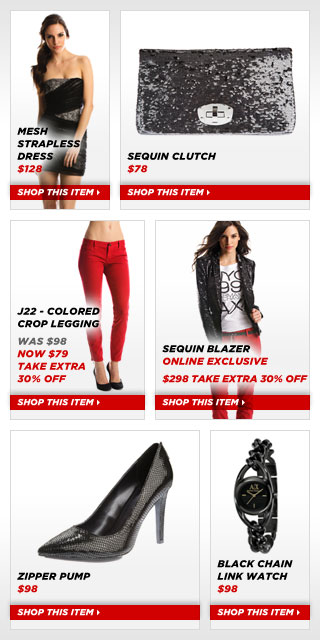 MESH
STRAPLESS
DRESS
$128
SHOP THIS ITEM
SEQUIN CLUTCH
$78
SHOP THIS ITEM
J22 - COLORED
CROP LEGGING
WAS $98
NOW $79
TAKE EXTRA
30% OFF
SHOP THIS ITEM
SEQUIN BLAZER
ONLINE EXCLUSIVE
$298 TAKE EXTRA 30% OFF
SHOP THIS ITEM
ZIPPER PUMP
$98
SHOP THIS ITEM
A|X
BLACK CHAIN
LINK WATCH
$98
SHOP THIS ITEM